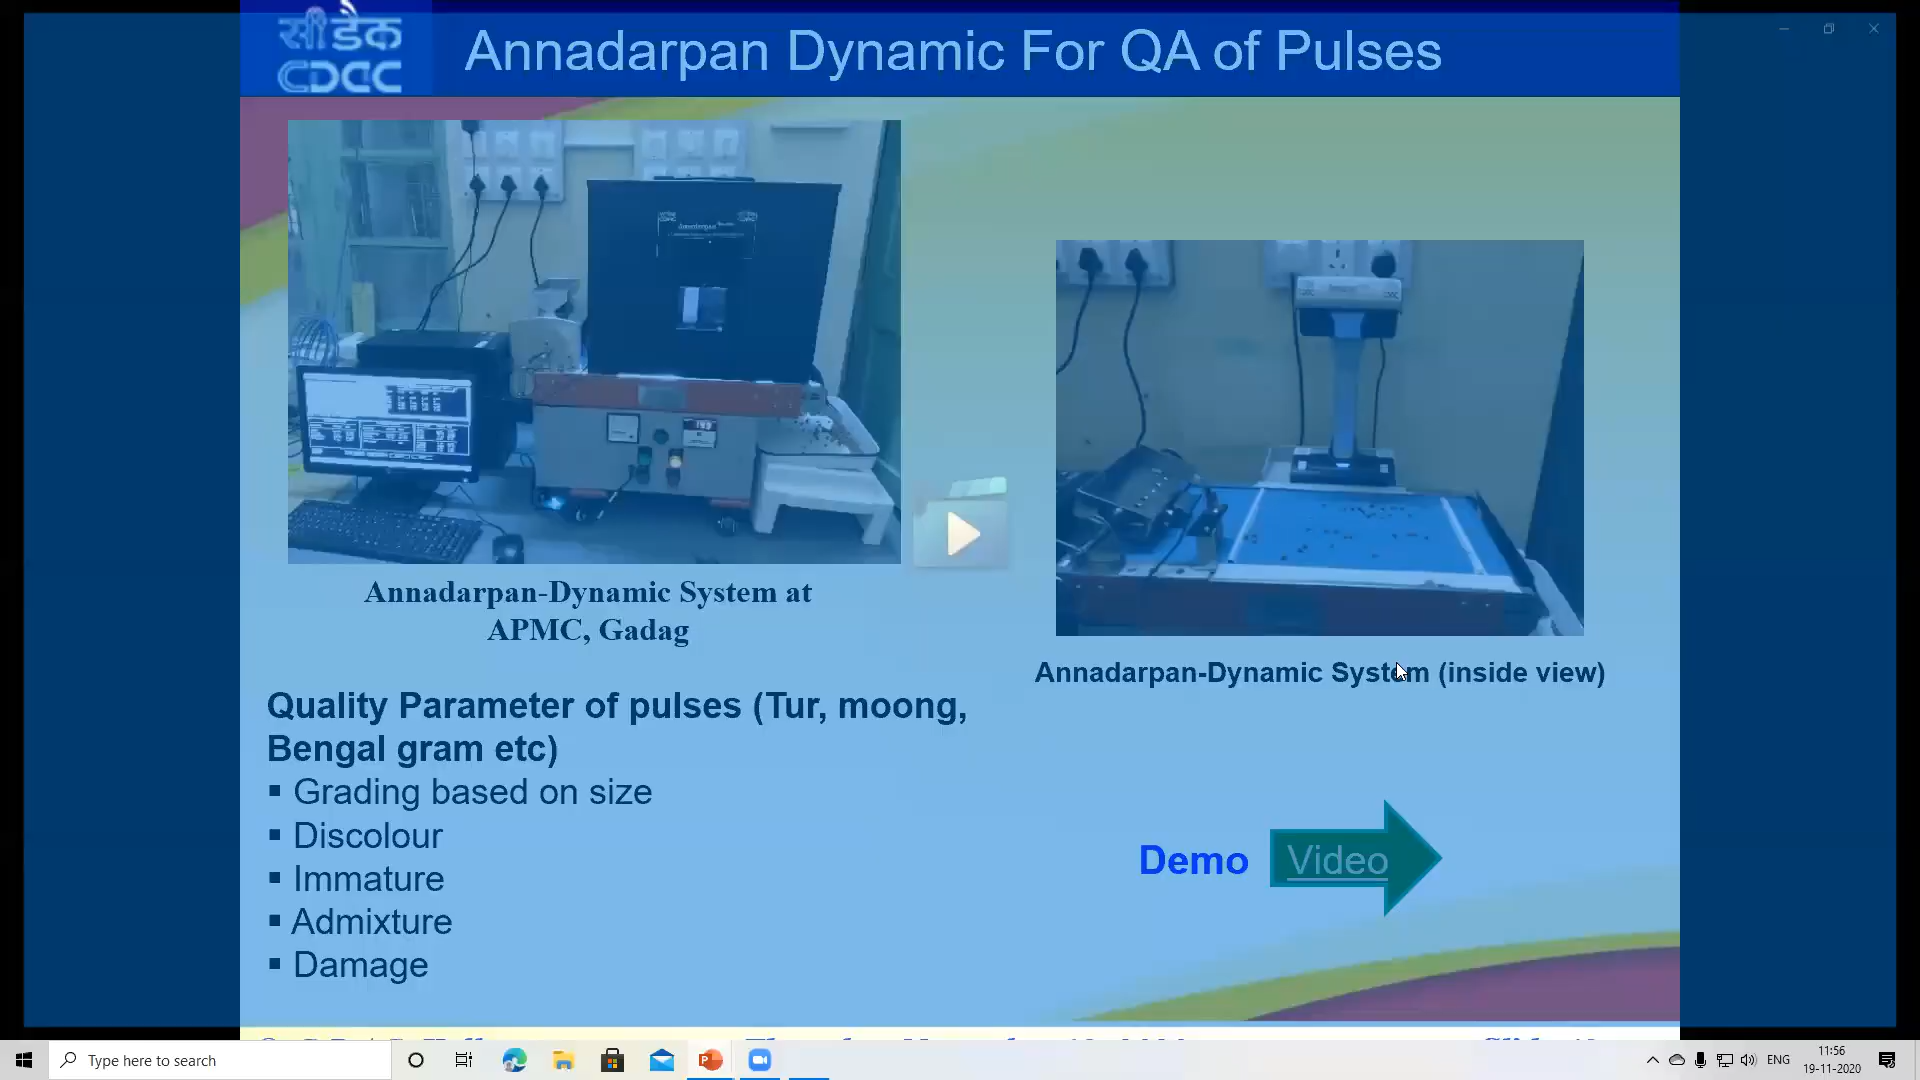 सी डैक
CDAC
Annadarpan Dynamic For QA of Pulses
Annadarpan-Dynamic System at
APMC, Gadag
Annadarpan-Dynamic System (inside view)
Quality Parameter of pulses (Tur, moong,
Bengal gram etc)
▪ Grading based on size
▪ Discolour
▪ Immature
▪ Admixture
▪ Damage
Demo
Video
Type here to search
ENG
11:56
19-11-2020